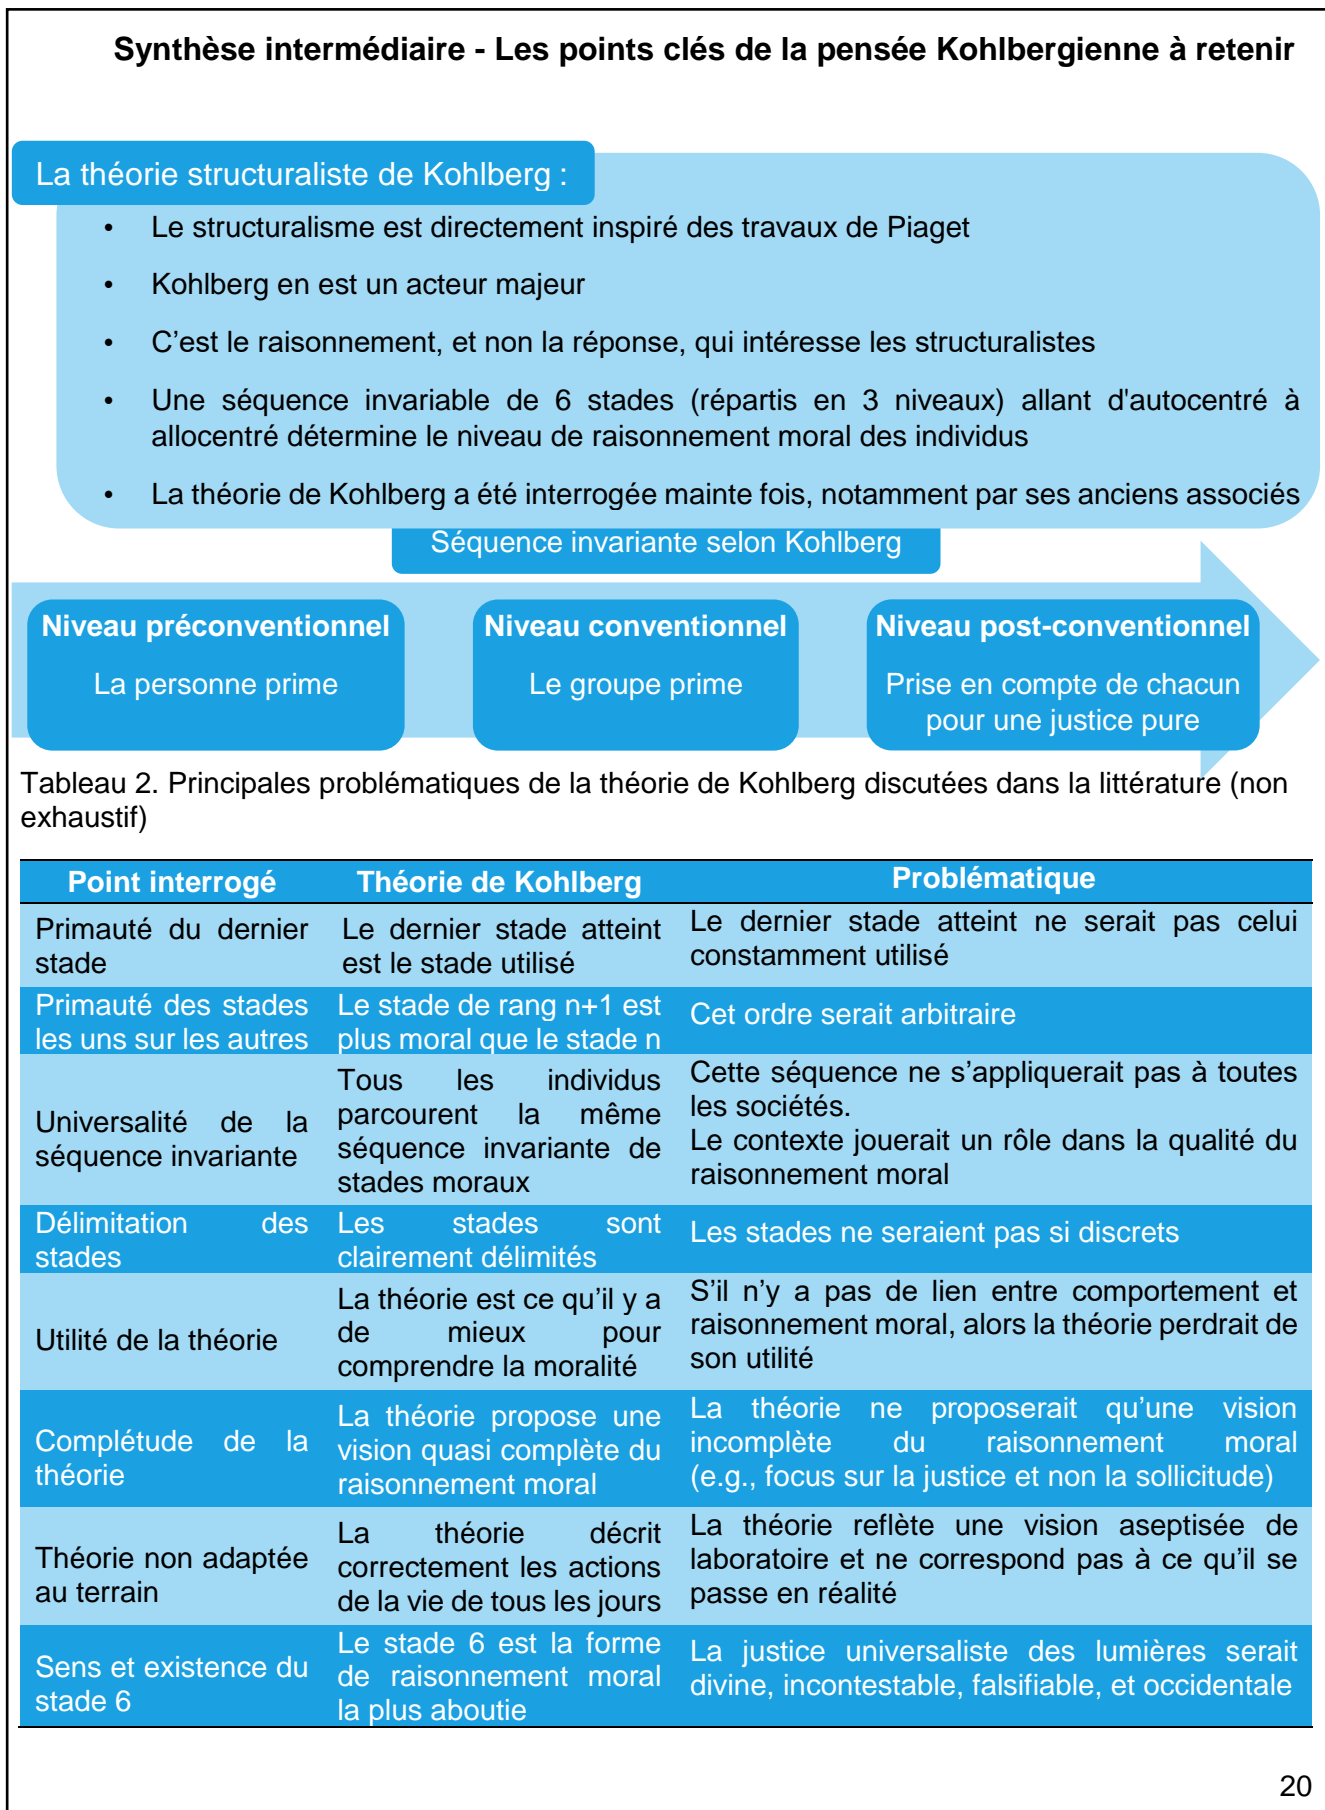 Synthèse intermédiaire - Les points clés de la pensée Kohlbergienne à retenir
La théorie structuraliste de Kohlberg :
• Le structuralisme est directement inspiré des travaux de Piaget
• Kohlberg en est un acteur majeur
• C’est le raisonnement, et non la réponse, qui intéresse les structuralistes
• Une séquence invariable de 6 stades (répartis en 3 niveaux) allant d'autocentré à
allocentré détermine le niveau de raisonnement moral des individus
• La théorie de Kohlberg a été interrogée mainte fois, notamment par ses anciens associés
Séquence invariante selon Kohlberg
Niveau préconventionnel
La personne prime
Niveau conventionnel
Le groupe prime
Niveau post-conventionnel
Prise en compte de chacun
pour une justice pure
Tableau 2. Principales problématiques de la théorie de Kohlberg discutées dans la littérature (non
exhaustif)
Point interrogé
Théorie de Kohlberg
Problématique
Primauté du dernier
stade
Le dernier stade atteint
est le stade utilisé
Le dernier stade atteint ne serait pas celui
constamment utilisé
Primauté des stades
les uns sur les autres
Le stade de rang n+1 est
plus moral que le stade n
Cet ordre serait arbitraire
Universalité de la
séquence invariante
Tous les individus
parcourent la même
séquence invariante de
stades moraux
Cette séquence ne s’appliquerait pas à toutes
les sociétés.
Le contexte jouerait un rôle dans la qualité du
raisonnement moral
Délimitation des
stades
Les stades sont
clairement délimités
Les stades ne seraient pas si discrets
Utilité de la théorie
La théorie est ce qu’il y a
de mieux pour
comprendre la moralité
S’il n’y a pas de lien entre comportement et
raisonnement moral, alors la théorie perdrait de
son utilité
Complétude de la
théorie
La théorie propose une
vision quasi complète du
raisonnement moral
La théorie ne proposerait qu’une vision
incomplète du raisonnement moral
(e.g., focus sur la justice et non la sollicitude)
Théorie non adaptée
au terrain
La théorie décrit
correctement les actions
de la vie de tous les jours
La théorie reflète une vision aseptisée de
laboratoire et ne correspond pas à ce qu’il se
passe en réalité
Sens et existence du
stade 6
Le stade 6 est la forme
de raisonnement moral
la plus aboutie
La justice universaliste des lumières serait
divine, incontestable, falsifiable, et occidentale
20